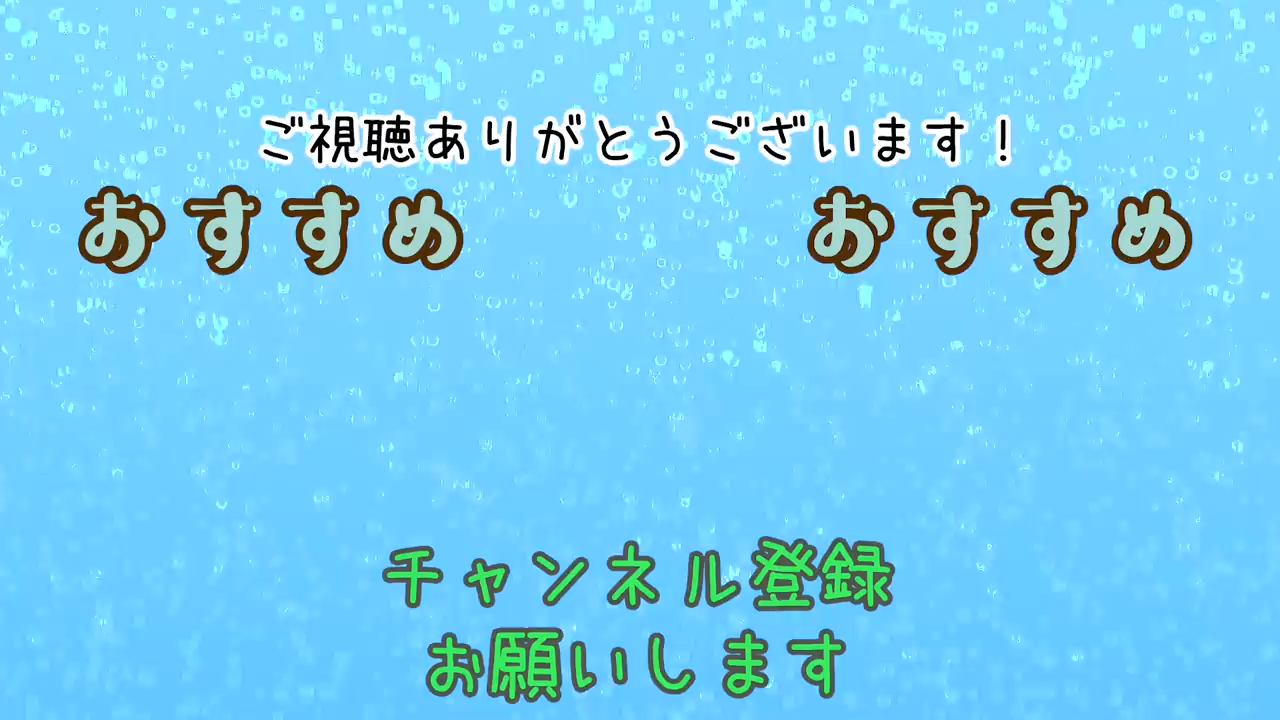 ご視聴ありがとうございます！
おすすめ
おすすめ
チャンネル登録
お願いします